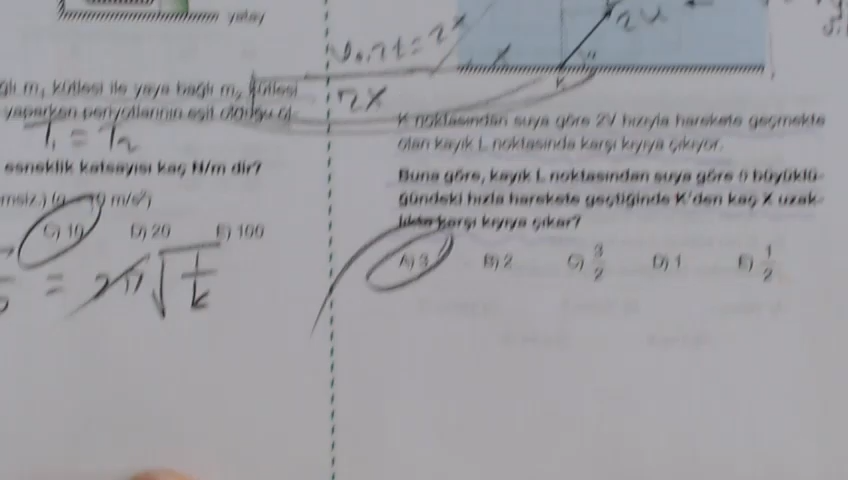 yatay
m₁ kütlesi ile yaya bağlı m₂ kütlesi
yaparken periyotlarının eşit olduğu
T₁ = T₂
esneklik katsayısı kaç N/m dir?
m/s²)
C) 10 D) 20 E) 100
= 2π√
k
2x
2V
x
K
K noktasından suya göre 2V hızıyla harekete geçmekte
olan kayık L noktasında karşı kıyıya çıkıyor.
Buna göre, kayık L noktasından suya göre büyüklü-
ğündeki hızla harekete geçtiğinde K'den kaç X uzak-
lıkta karşı kıyıya çıkar?
A) 3 B) 2 C) 3/2 D) 1 E) 1/2